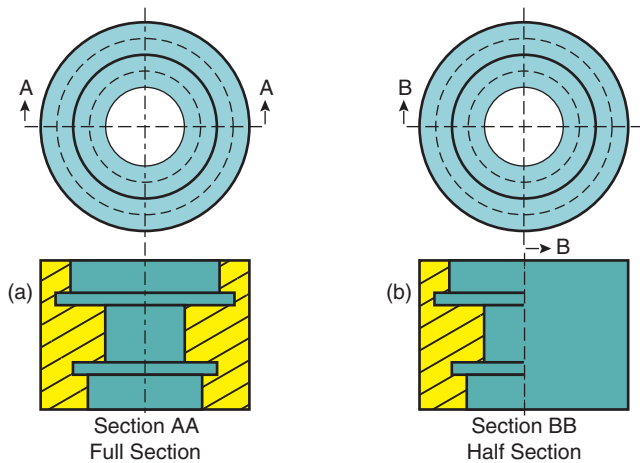 A A
B
B
(a)
(b)
Section AA
Full Section
Section BB
Half Section